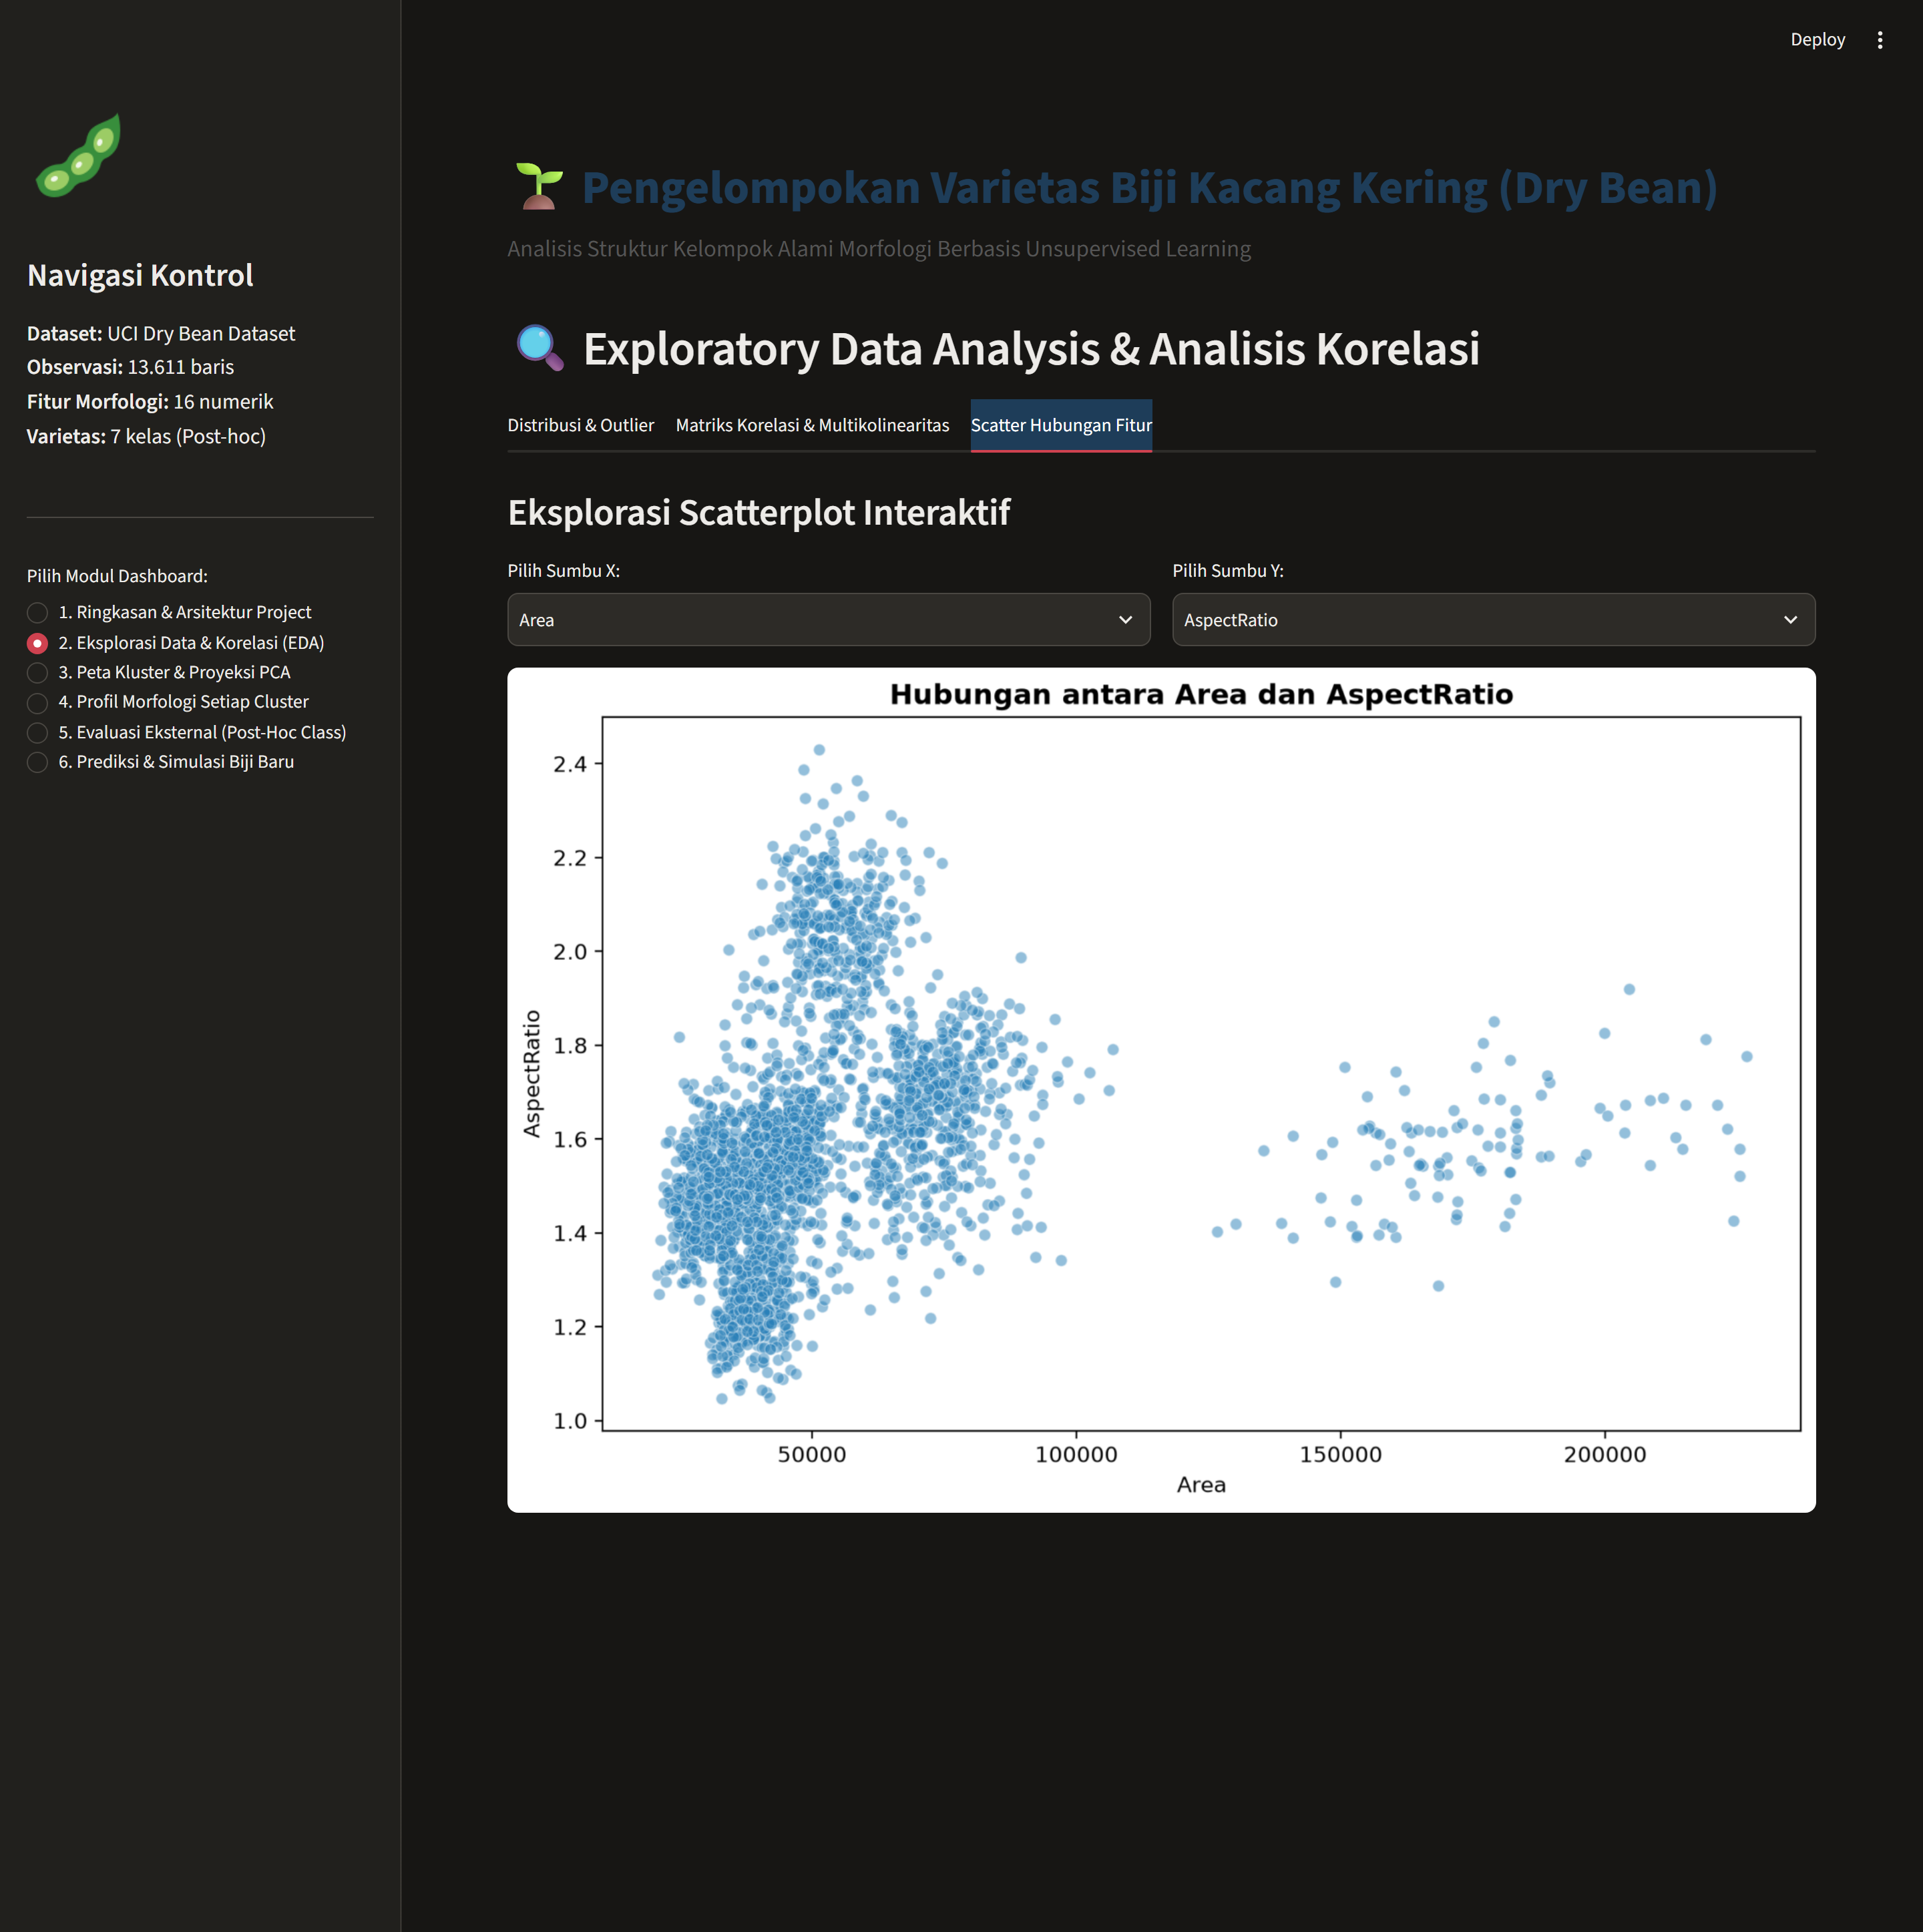 Deploy
Navigasi Kontrol
Dataset: UCI Dry Bean Dataset
Observasi: 13.611 baris
Fitur Morfologi: 16 numerik
Varietas: 7 kelas (Post-hoc)
Pilih Modul Dashboard:
1. Ringkasan & Arsitektur Project
2. Eksplorasi Data & Korelasi (EDA)
3. Peta Kluster & Proyeksi PCA
4. Profil Morfologi Setiap Cluster
5. Evaluasi Eksternal (Post-Hoc Class)
6. Prediksi & Simulasi Biji Baru
Pengelompokan Varietas Biji Kacang Kering (Dry Bean)
Analisis Struktur Kelompok Alami Morfologi Berbasis Unsupervised Learning
Exploratory Data Analysis & Analisis Korelasi
Distribusi & Outlier Matriks Korelasi & Multikolinearitas Scatter Hubungan Fitur
Eksplorasi Scatterplot Interaktif
Pilih Sumbu X: Pilih Sumbu Y:
Area AspectRatio
Hubungan antara Area dan AspectRatio
2.4
2.2
2.0
1.8
1.6
1.4
1.2
1.0
AspectRatio
50000 100000 150000 200000
Area